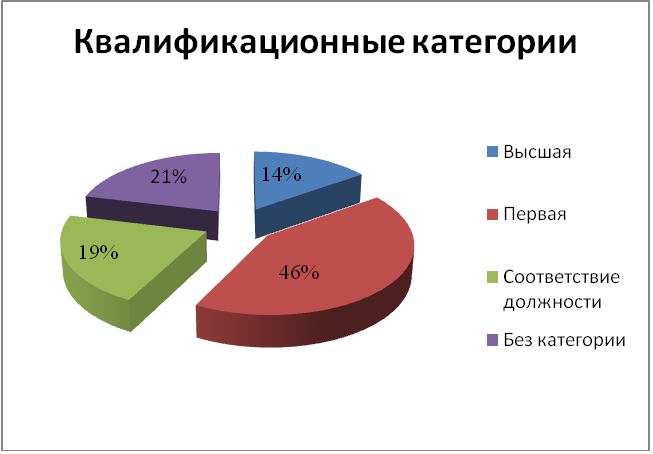 Квалификационные категории
21%
14%
19%
46%
Высшая
Первая
Соответствие
должности
Без категории